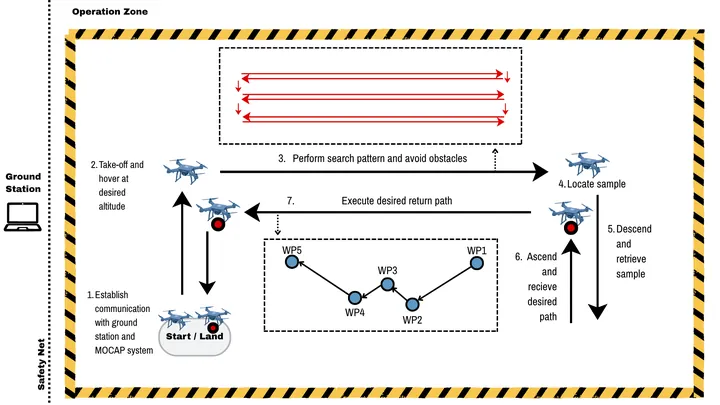 Operation Zone
Ground
Station
Safety Net
1. Establish
communication
with ground
station and
MOCAP system
2. Take-off and
hover at
desired
altitude
3. Perform search pattern and avoid obstacles
4. Locate sample
5. Descend
and
retrieve
sample
6. Ascend
and
recieve
desired
path
7. Execute desired return path
WP5
WP1
WP3
WP4
WP2
Start / Land